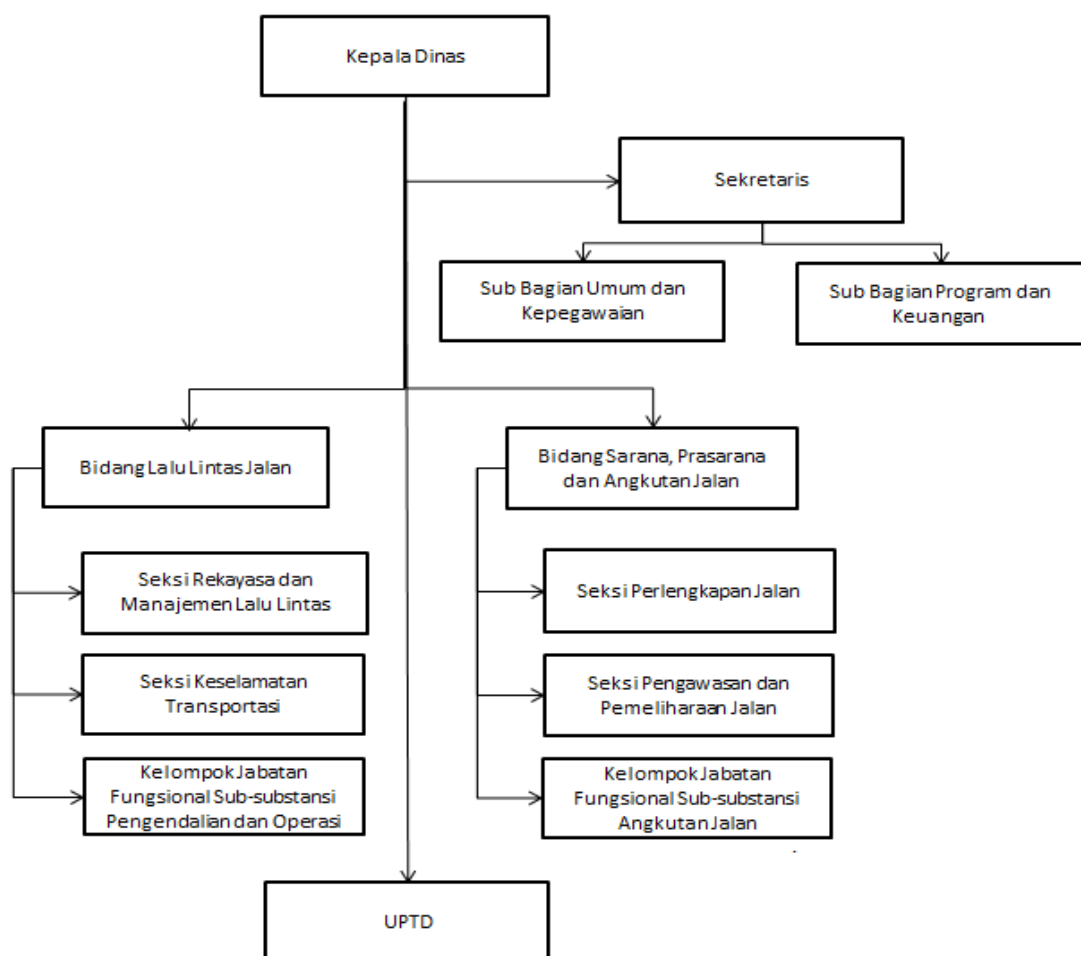 Kepala Dinas
Sekretaris
Sub Bagian Umum dan
Kepegawaian
Sub Bagian Program dan
Keuangan
Bidang Lalu Lintas Jalan
Bidang Sarana, Prasarana
dan Angkutan Jalan
Seksi Rekayasa dan
Manajemen Lalu Lintas
Seksi Perlengkapan Jalan
Seksi Keselamatan
Transportasi
Seksi Pengawasan dan
Pemeliharaan Jalan
Kelompok Jabatan
Fungsional Sub-substansi
Pengendalian dan Operasi
Kelompok Jabatan
Fungsional Sub-substansi
Angkutan Jalan
UPTD